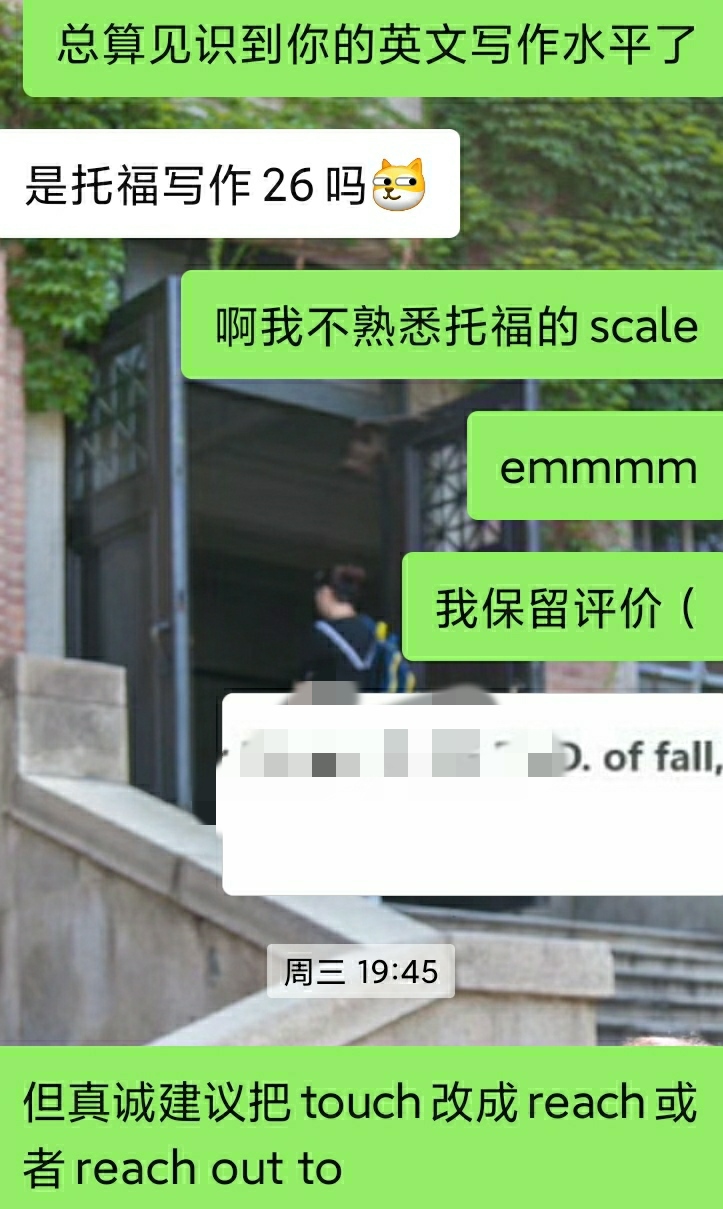 总算见识到你的英文写作水平了
是托福写作 26 吗
啊我不熟悉托福的 scale
emmmm
我保留评价（
D. of fall,
周三 19:45
但真诚建议把 touch 改成 reach 或
者 reach out to